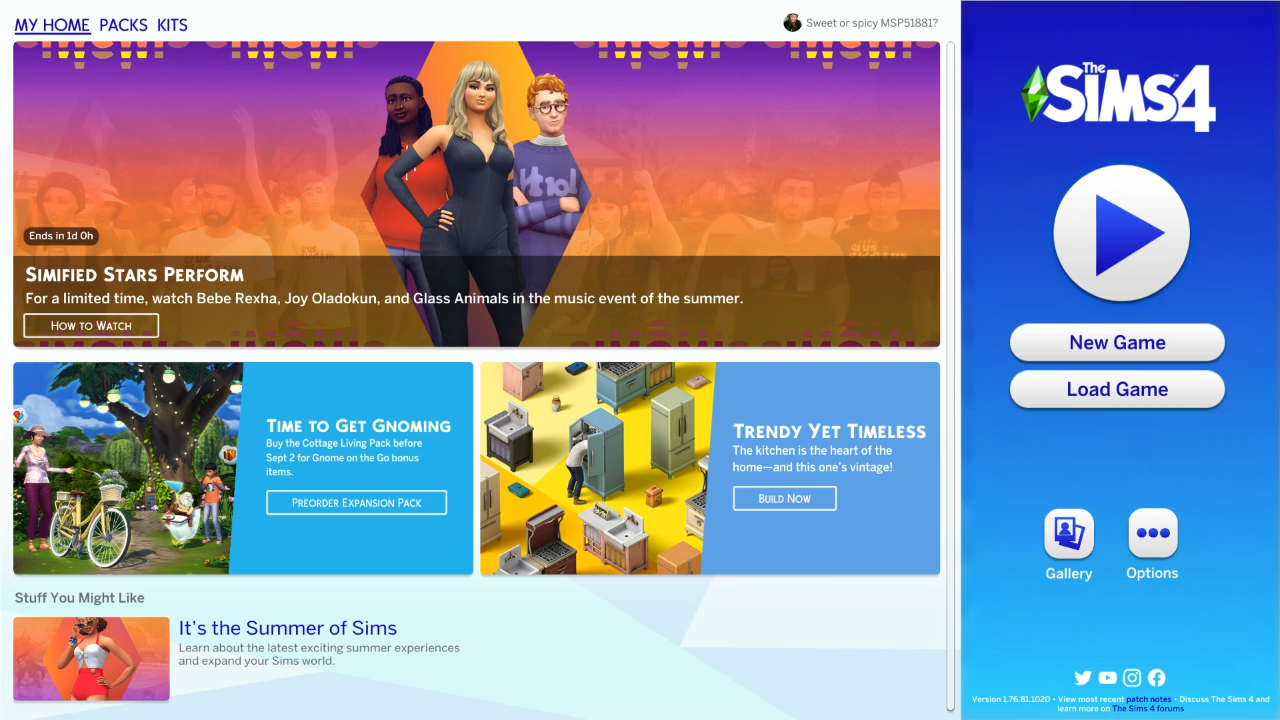 MY HOME PACKS KITS
Sweet or spicy MSP51881?
Ends in 1d 0h
SIMIFIED STARS PERFORM
For a limited time, watch Bebe Rexha, Joy Oladokun, and Glass Animals in the music event of the summer.
HOW TO WATCH
TIME TO GET GNOMING
Buy the Cottage Living Pack before
Sept 2 for Gnome on the Go bonus
items.
PREORDER EXPANSION PACK
TRENDY YET TIMELESS
The kitchen is the heart of the
home—and this one's vintage!
BUILD NOW
Stuff You Might Like
It's the Summer of Sims
Learn about the latest exciting summer experiences
and expand your Sims world.
The SIMS 4
New Game
Load Game
Gallery
Options
Version 1.76.81.1020 • View most recent patch notes • Discuss The Sims 4 and
learn more on The Sims 4 forums